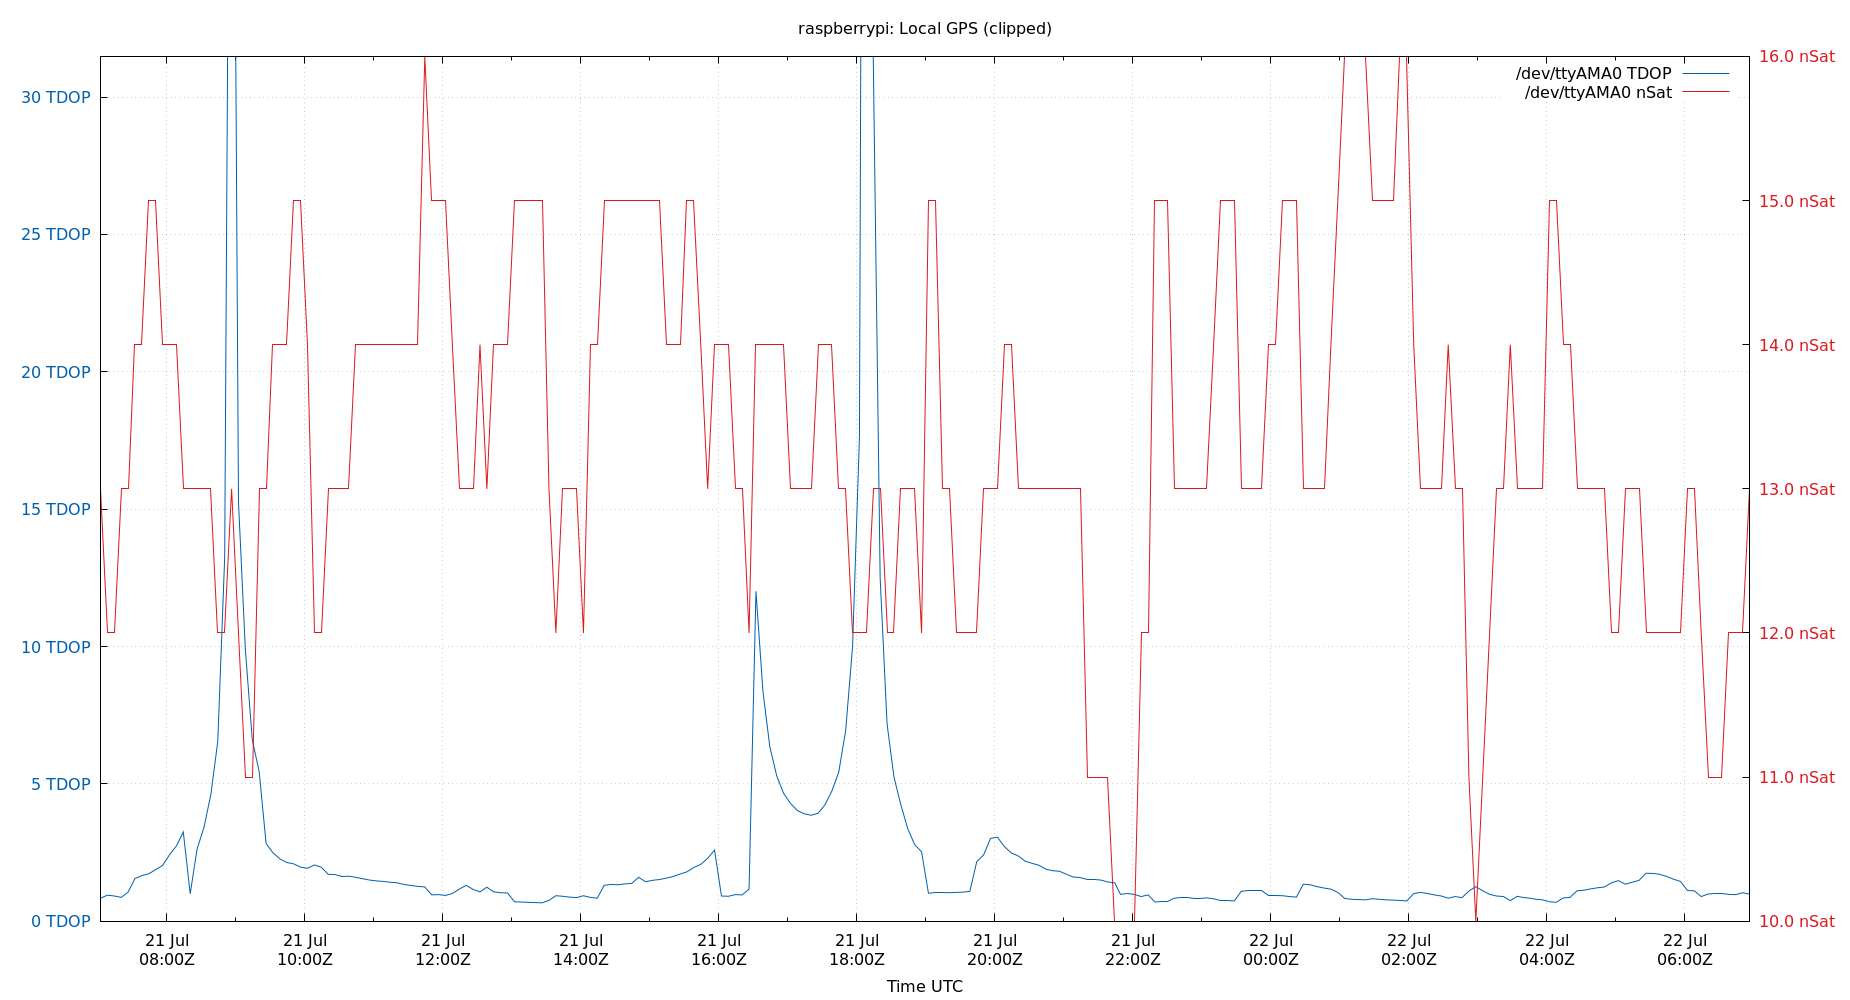 raspberrypi: Local GPS (clipped)
/dev/ttyAMA0 TDOP
/dev/ttyAMA0 nSat
30 TDOP
25 TDOP
20 TDOP
15 TDOP
10 TDOP
5 TDOP
0 TDOP
16.0 nSat
15.0 nSat
14.0 nSat
13.0 nSat
12.0 nSat
11.0 nSat
10.0 nSat
21 Jul
08:00Z
21 Jul
10:00Z
21 Jul
12:00Z
21 Jul
14:00Z
21 Jul
16:00Z
21 Jul
18:00Z
21 Jul
20:00Z
21 Jul
22:00Z
22 Jul
00:00Z
22 Jul
02:00Z
22 Jul
04:00Z
22 Jul
06:00Z
Time UTC